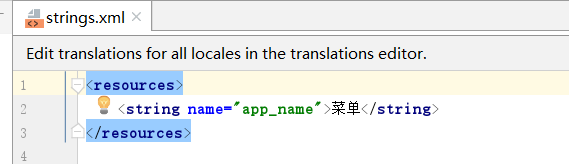 strings.xml
Edit translations for all locales in the translations editor.
1 <resources>
2 <string name="app_name">菜单</string>
3 </resources>
4